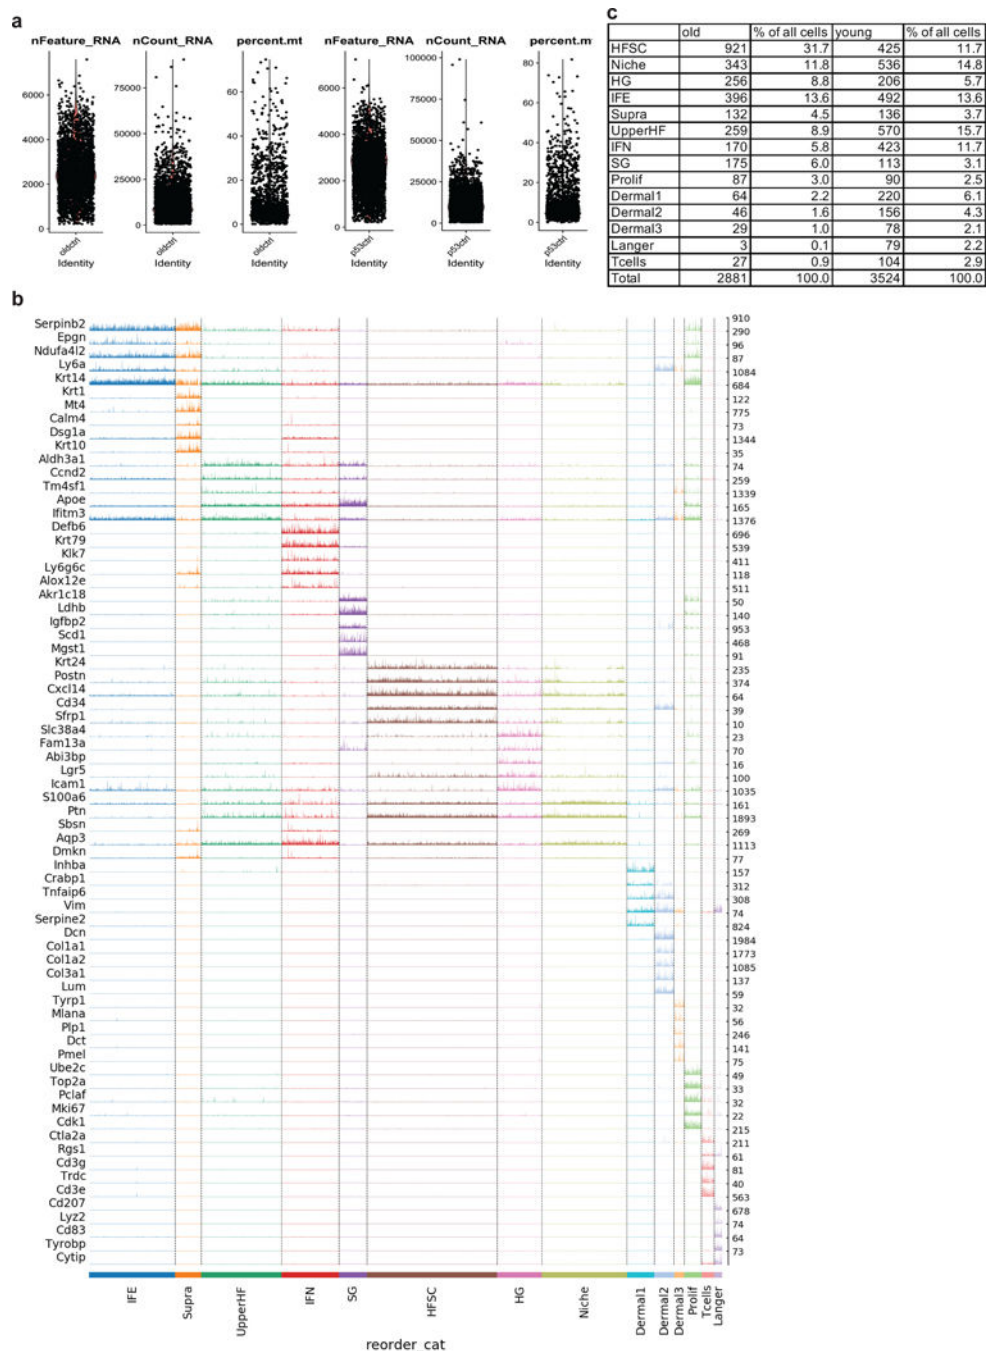 a
nFeature_RNA nCount_RNA percent.mt nFeature_RNA nCount_RNA percent.m
6000 4000 2000 0
75000 50000 25000 0
60 40 20 0
6000 4000 2000 0
100000 75000 50000 25000 0
80 60 40 20 0
oldctrl oldctrl oldctrl p53ctrl p53ctrl p53ctrl
Identity Identity Identity Identity Identity Identity
c
old % of all cells young % of all cells
HFSC 921 31.7 425 11.7
Niche 343 11.8 536 14.8
HG 256 8.8 206 5.7
IFE 396 13.6 492 13.6
Supra 132 4.5 136 3.7
UpperHF 259 8.9 570 15.7
IFN 170 5.8 423 11.7
SG 175 6.0 113 3.1
Prolif 87 3.0 90 2.5
Dermal1 64 2.2 220 6.1
Dermal2 46 1.6 156 4.3
Dermal3 29 1.0 78 2.1
Langer 3 0.1 79 2.2
Tcells 27 0.9 104 2.9
Total 2881 100.0 3524 100.0
b
910
Serpinb2 290
Epgn 96
Ndufa4l2 87
Ly6a 1084
Krt14 684
Krt1 122
Mt4 775
Calm4 73
Dsg1a 1344
Krt10 35
Aldh3a1 74
Ccnd2 259
Tm4sf1 1339
Apoe 165
Ifitm3 1376
Defb6 696
Krt79 539
Klk7 411
Ly6g6c 118
Alox12e 511
Akr1c18 50
Ldhb 140
Igfbp2 953
Scd1 468
Mgst1 91
Krt24 235
Postn 374
Cxcl14 64
Cd34 39
Sfrp1 10
Slc38a4 23
Fam13a 70
Abi3bp 16
Lgr5 100
Icam1 1035
S100a6 161
Ptn 1893
Sbsn 269
Aqp3 1113
Dmkn 77
Inhba 157
Crabp1 312
Tnfaip6 308
Vim 74
Serpine2 824
Dcn 1984
Col1a1 1773
Col1a2 1085
Col3a1 137
Lum 59
Tyrp1 32
Mlana 56
Plp1 246
Dct 141
Pmel 75
Ube2c 49
Top2a 33
Pclaf 32
Mki67 22
Cdk1 215
Ctla2a 211
Rgs1 61
Cd3g 81
Trdc 40
Cd3e 563
Cd207 678
Lyz2 74
Cd83 64
Tyrobp 73
Cytip
IFE Supra UpperHF IFN SG HFSC HG Niche Dermal1 Dermal2 Dermal3 Prolif Tcells Langer
reorder_cat